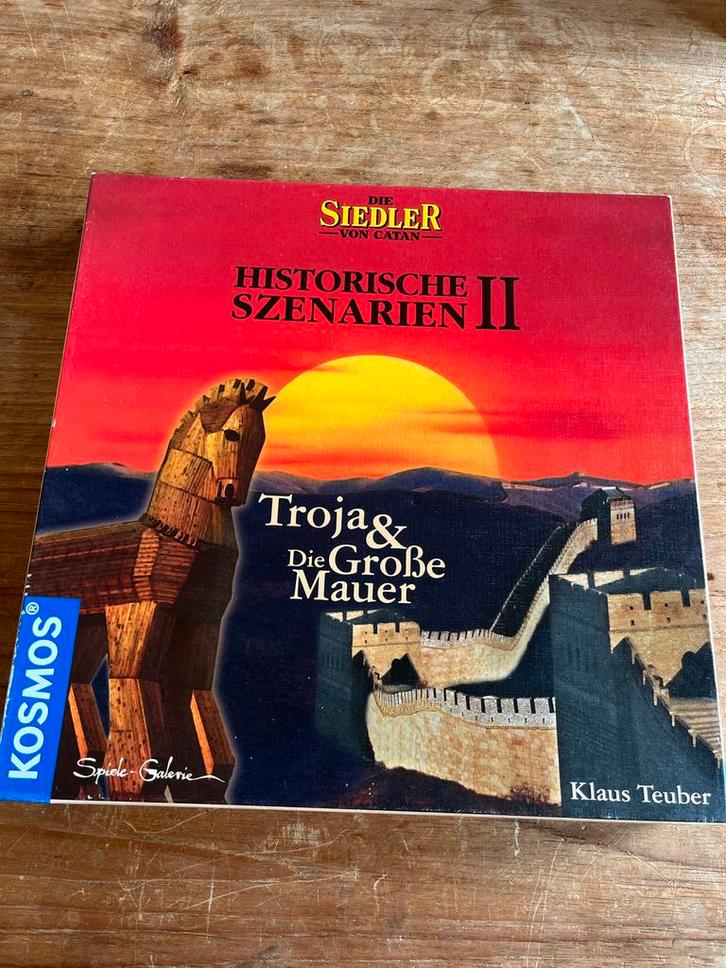 DIE
SIEDLER
VON CATAN
HISTORISCHE
SZENARIEN II
Troja &
Die Große
Mauer
KOSMOS®
Spiele-Galerie
Klaus Teuber